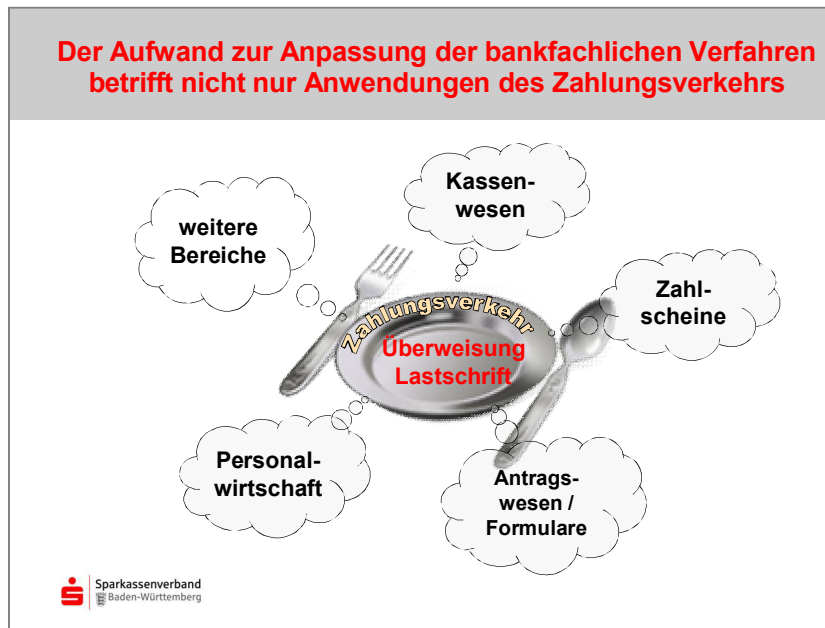 Der Aufwand zur Anpassung der bankfachlichen Verfahren
betrifft nicht nur Anwendungen des Zahlungsverkehrs
Kassen-
wesen
weitere
Bereiche
Zahl-
scheine
Zahlungsverkehr
Überweisung
Lastschrift
Personal-
wirtschaft
Antrags-
wesen /
Formulare
Sparkassenverband
Baden-Württemberg